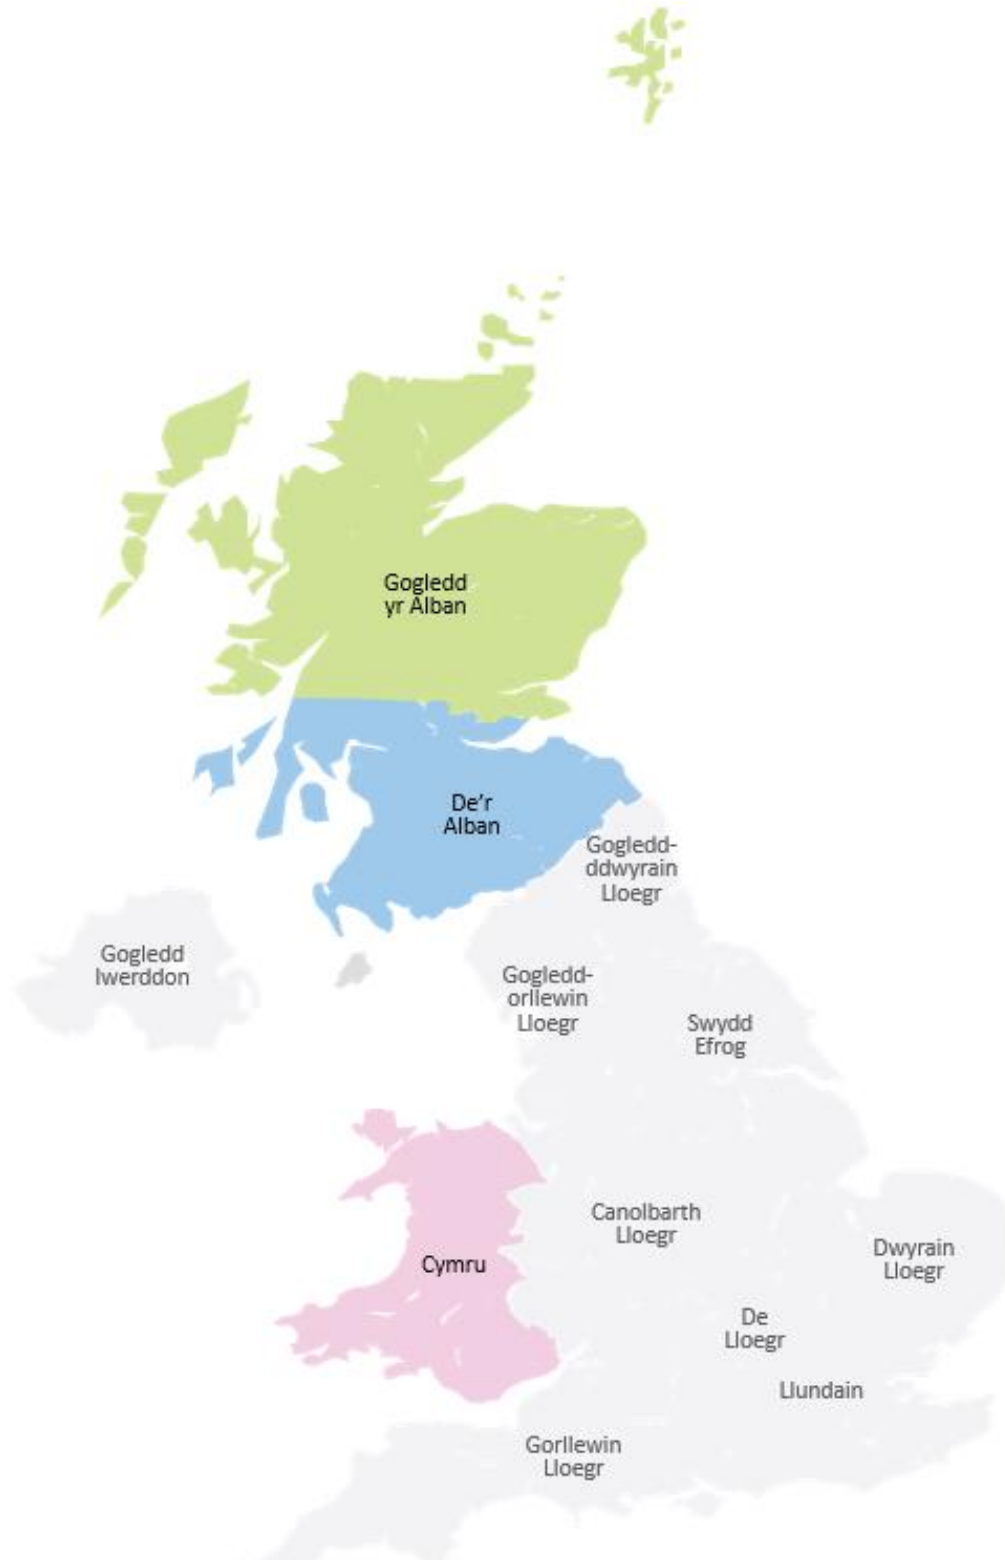 Gogledd
yr Alban
De'r
Alban
Gogledd-
ddwyrain
Lloegr
Gogledd
Iwerddon
Gogledd-
orllewin
Lloegr
Swydd
Efrog
Canolbarth
Lloegr
Dwyrain
Lloegr
Cymru
De
Lloegr
Llundain
Gorllewin
Lloegr